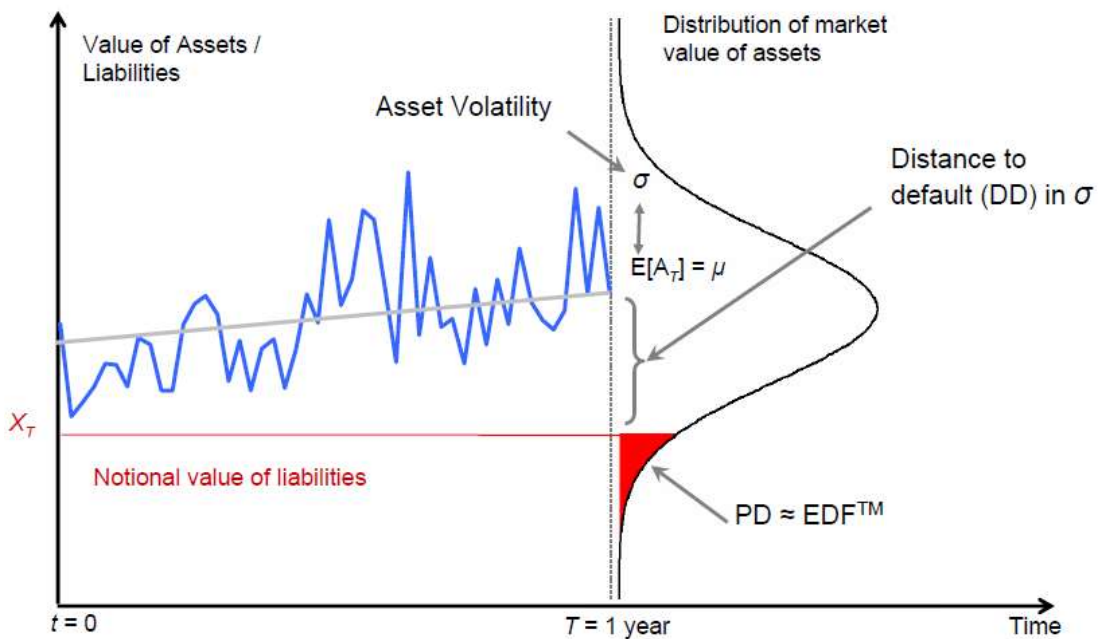 Value of Assets /
Liabilities
Distribution of market
value of assets
Asset Volatility
σ
Distance to
default (DD) in σ
E[A_T] = μ
X_T
Notional value of liabilities
PD ≈ EDF™
t = 0
T = 1 year
Time